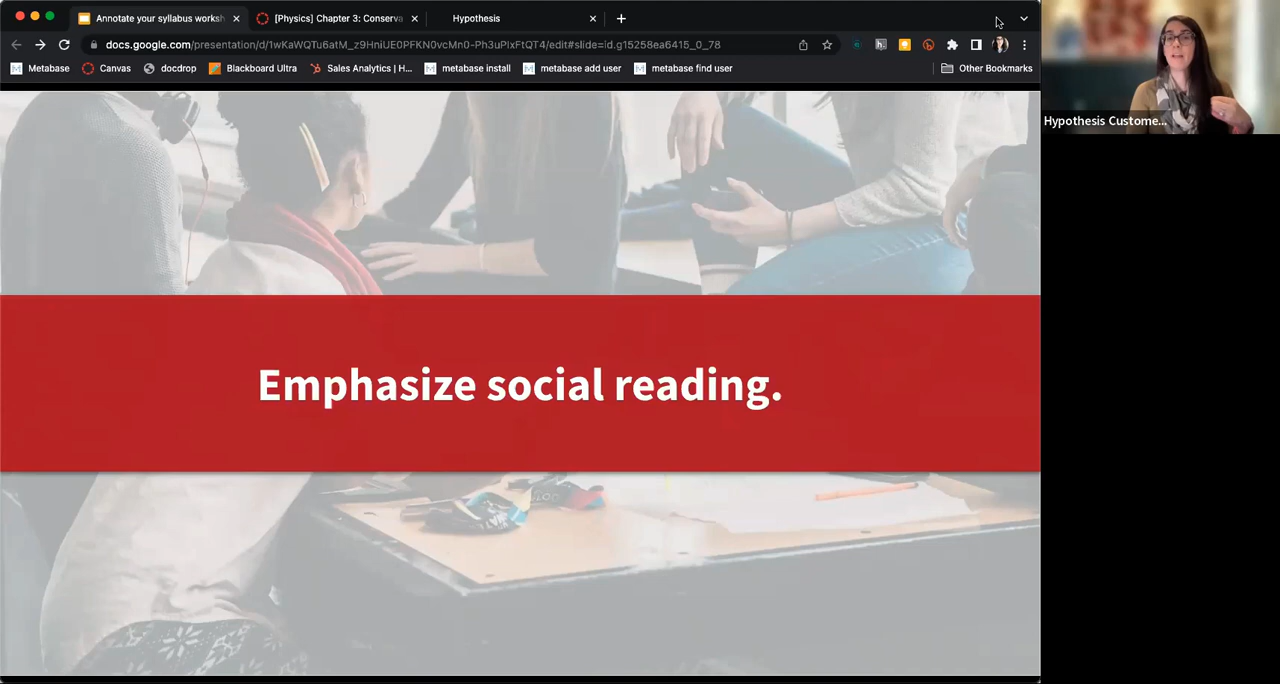 Annotate your syllabus worksh
[Physics] Chapter 3: Conserva
Hypothesis
docs.google.com/presentation/d/1wKaWQTu6atM_z9HniUE0PFKN0vcMn0-Ph3uPlxFtQT4/edit#slide=id.g15258ea6415_0_78
Metabase
Canvas
docdrop
Blackboard Ultra
Sales Analytics | H...
metabase install
metabase add user
metabase find user
Other Bookmarks
Hypothesis Custome...
Emphasize social reading.